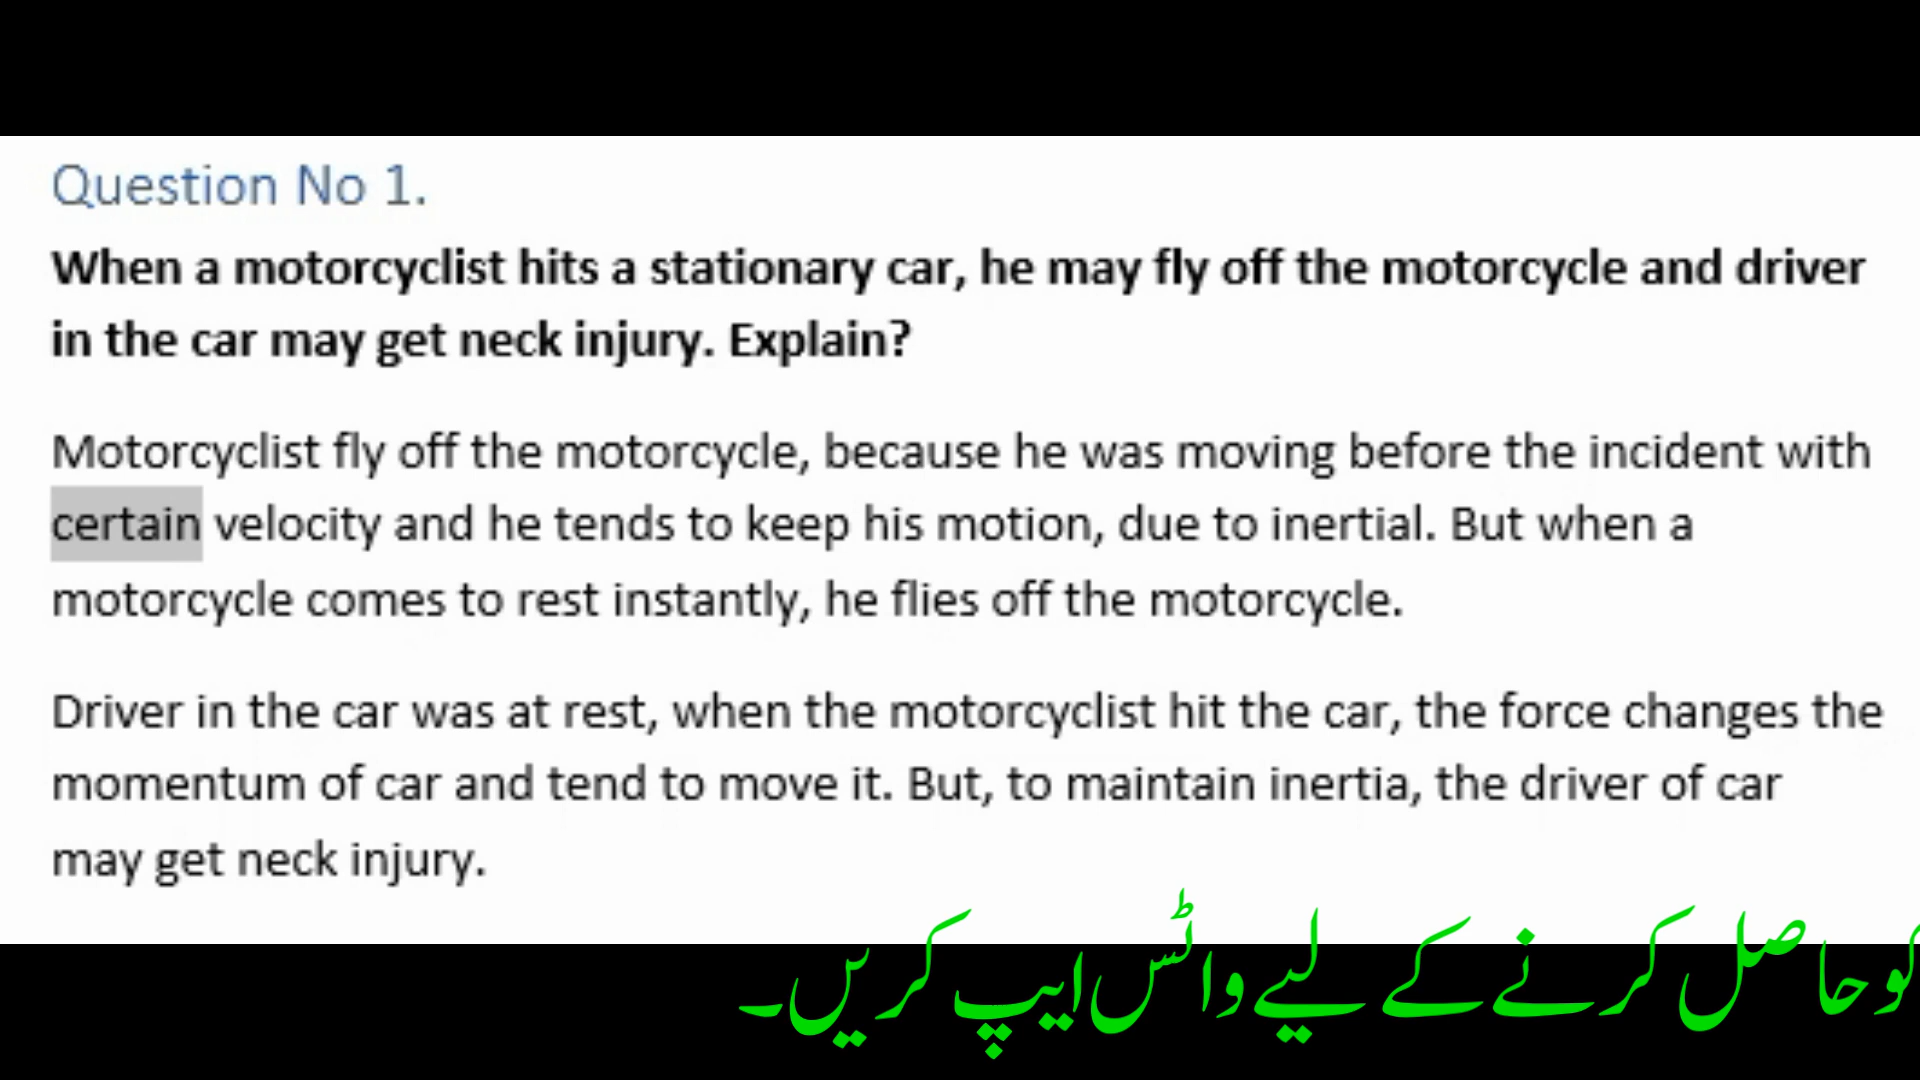 Question No 1.
When a motorcyclist hits a stationary car, he may fly off the motorcycle and driver
in the car may get neck injury. Explain?
Motorcyclist fly off the motorcycle, because he was moving before the incident with
certain velocity and he tends to keep his motion, due to inertial. But when a
motorcycle comes to rest instantly, he flies off the motorcycle.
Driver in the car was at rest, when the motorcyclist hit the car, the force changes the
momentum of car and tend to move it. But, to maintain inertia, the driver of car
may get neck injury.
کو حاصل کرنے کے لیے واٹس ایپ کریں۔